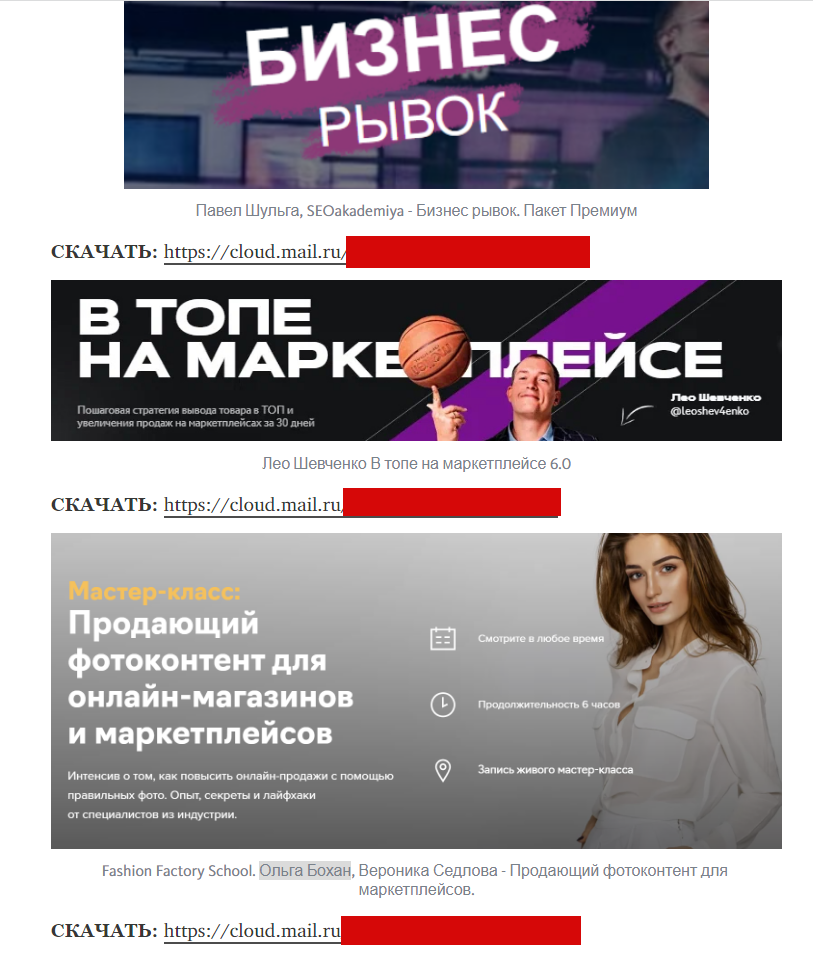 БИЗНЕС
РЫВОК
Павел Шульга, SEOakademiya - Бизнес рывок. Пакет Премиум
СКАЧАТЬ: https://cloud.mail.ru/
В ТОПЕ
НА МАРКЕ ПЛЕЙСЕ
Пошаговая стратегия вывода товара в ТОП и
увеличения продаж на маркетплейсах за 30 дней
Лео Шевченко
@leoshev4enko
Лео Шевченко В топе на маркетплейсе 6.0
СКАЧАТЬ: https://cloud.mail.ru/
Мастер-класс:
Продающий
фотоконтент для
онлайн-магазинов
и маркетплейсов
Интенсив о том, как повысить онлайн-продажи с помощью
правильных фото. Опыт, секреты и лайфхаки
от специалистов из индустрии.
Смотрите в любое время
Продолжительность 6 часов
Запись живого мастер-класса
Fashion Factory School. Ольга Бохан, Вероника Седлова - Продающий фотоконтент для
маркетплейсов.
СКАЧАТЬ: https://cloud.mail.ru